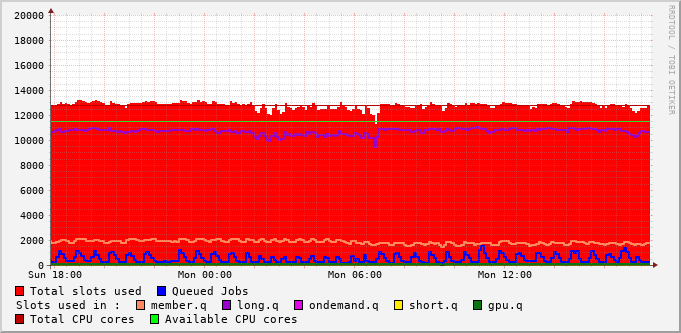 20000
18000
16000
14000
12000
10000
8000
6000
4000
2000
0
Sun 18:00 Mon 00:00 Mon 06:00 Mon 12:00
Total slots used Queued Jobs
Slots used in : member.q long.q ondemand.q short.q gpu.q
Total CPU cores Available CPU cores
RRDTOOL / TOBI OETIKER